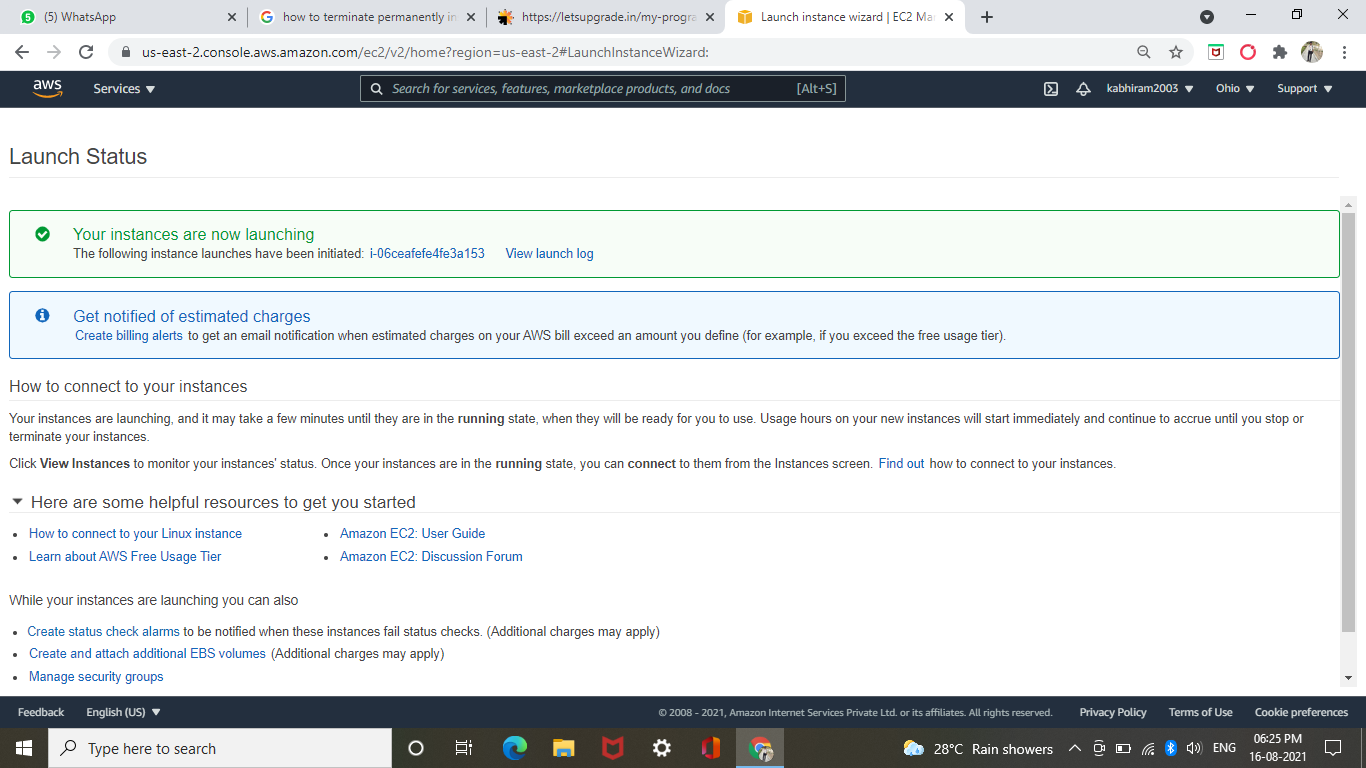 (5) WhatsApp
how to terminate permanently in
https://letsupgrade.in/my-progra
Launch instance wizard | EC2 Ma
us-east-2.console.aws.amazon.com/ec2/v2/home?region=us-east-2#LaunchInstanceWizard:
aws
Services
Search for services, features, marketplace products, and docs
[Alt+S]
kabhiram2003
Ohio
Support
Launch Status
Your instances are now launching
The following instance launches have been initiated: i-06ceafefe4fe3a153 View launch log
Get notified of estimated charges
Create billing alerts to get an email notification when estimated charges on your AWS bill exceed an amount you define (for example, if you exceed the free usage tier).
How to connect to your instances
Your instances are launching, and it may take a few minutes until they are in the running state, when they will be ready for you to use. Usage hours on your new instances will start immediately and continue to accrue until you stop or
terminate your instances.
Click View Instances to monitor your instances' status. Once your instances are in the running state, you can connect to them from the Instances screen. Find out how to connect to your instances.
Here are some helpful resources to get you started
• How to connect to your Linux instance
• Amazon EC2: User Guide
• Learn about AWS Free Usage Tier
• Amazon EC2: Discussion Forum
While your instances are launching you can also
• Create status check alarms to be notified when these instances fail status checks. (Additional charges may apply)
• Create and attach additional EBS volumes (Additional charges may apply)
• Manage security groups
Feedback
English (US)
© 2008 - 2021, Amazon Internet Services Private Ltd. or its affiliates. All rights reserved.
Privacy Policy
Terms of Use
Cookie preferences
Type here to search
28°C Rain showers
ENG
06:25 PM
16-08-2021